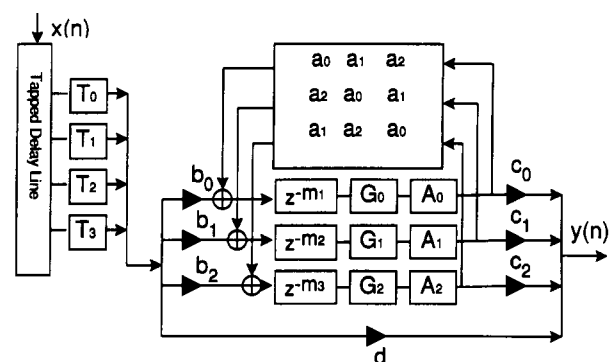 x(n)
Tapped Delay Line
T0
T1
T2
T3
a0 a1 a2
a2 a0 a1
a1 a2 a0
b0
z-m1 G0 A0
c0
b1
z-m2 G1 A1
c1
y(n)
b2
z-m3 G2 A2
c2
d